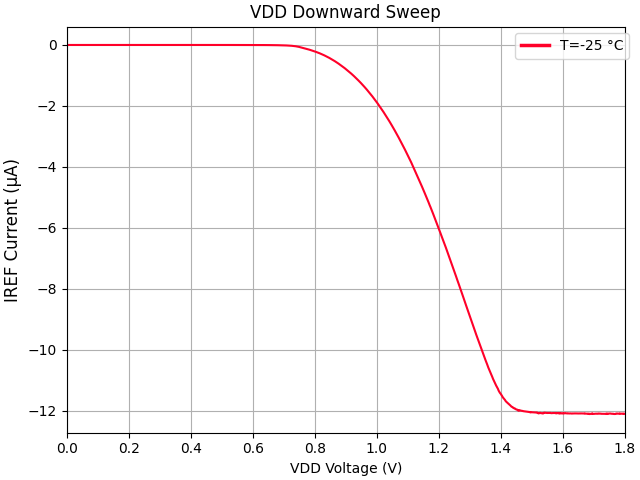 VDD Downward Sweep
T=-25 °C
IREF Current (μA)
0
−2
−4
−6
−8
−10
−12
0.0 0.2 0.4 0.6 0.8 1.0 1.2 1.4 1.6 1.8
VDD Voltage (V)